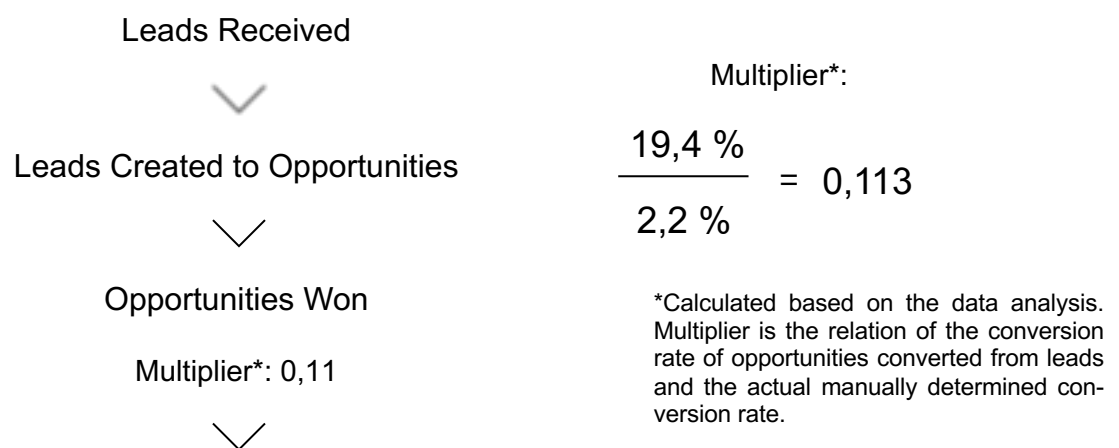 Leads Received
Leads Created to Opportunities
Opportunities Won
Multiplier*: 0,11
Multiplier*:
19,4 %
2,2 %
= 0,113
*Calculated based on the data analysis.
Multiplier is the relation of the conversion
rate of opportunities converted from leads
and the actual manually determined con-
version rate.